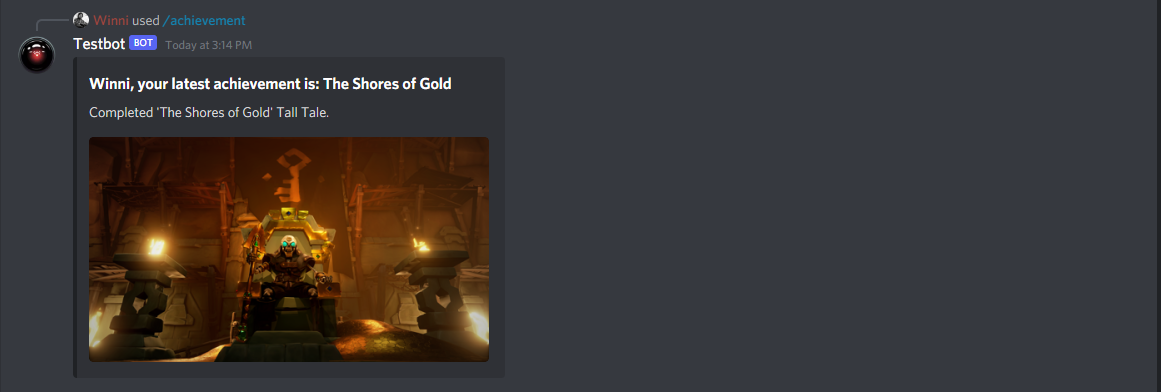 Winni used /achievement
Testbot BOT Today at 3:14 PM
Winni, your latest achievement is: The Shores of Gold
Completed 'The Shores of Gold' Tall Tale.